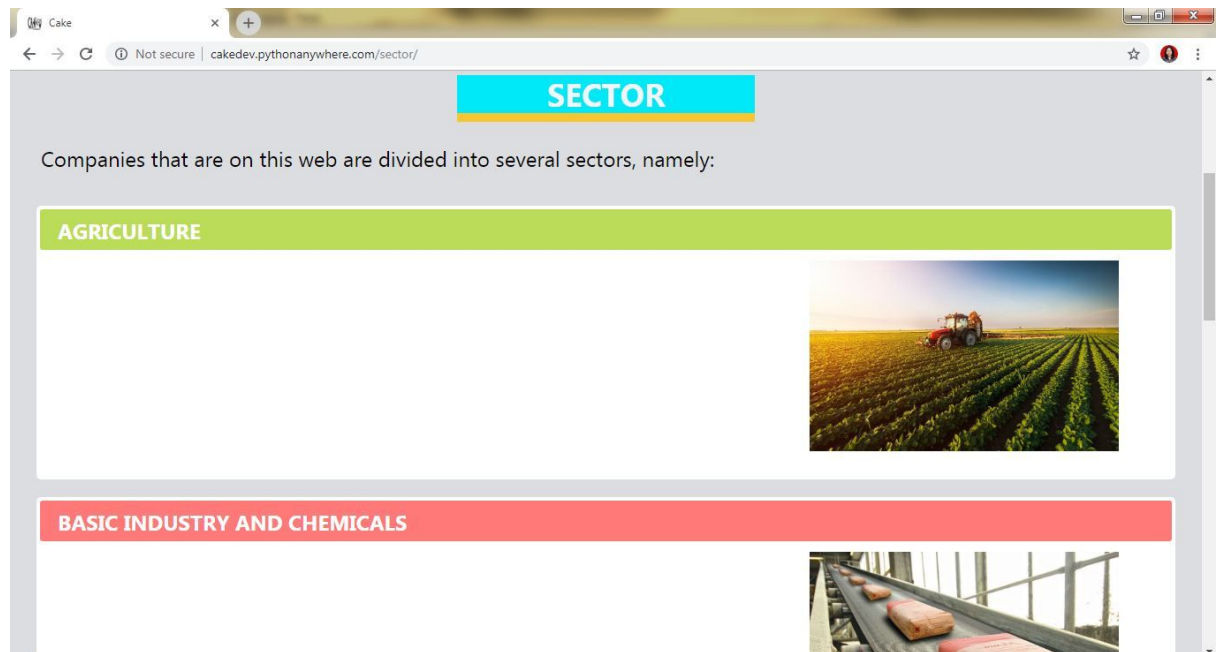 Cake
Not secure | cakedev.pythonanywhere.com/sector/
SECTOR
Companies that are on this web are divided into several sectors, namely:
AGRICULTURE
BASIC INDUSTRY AND CHEMICALS